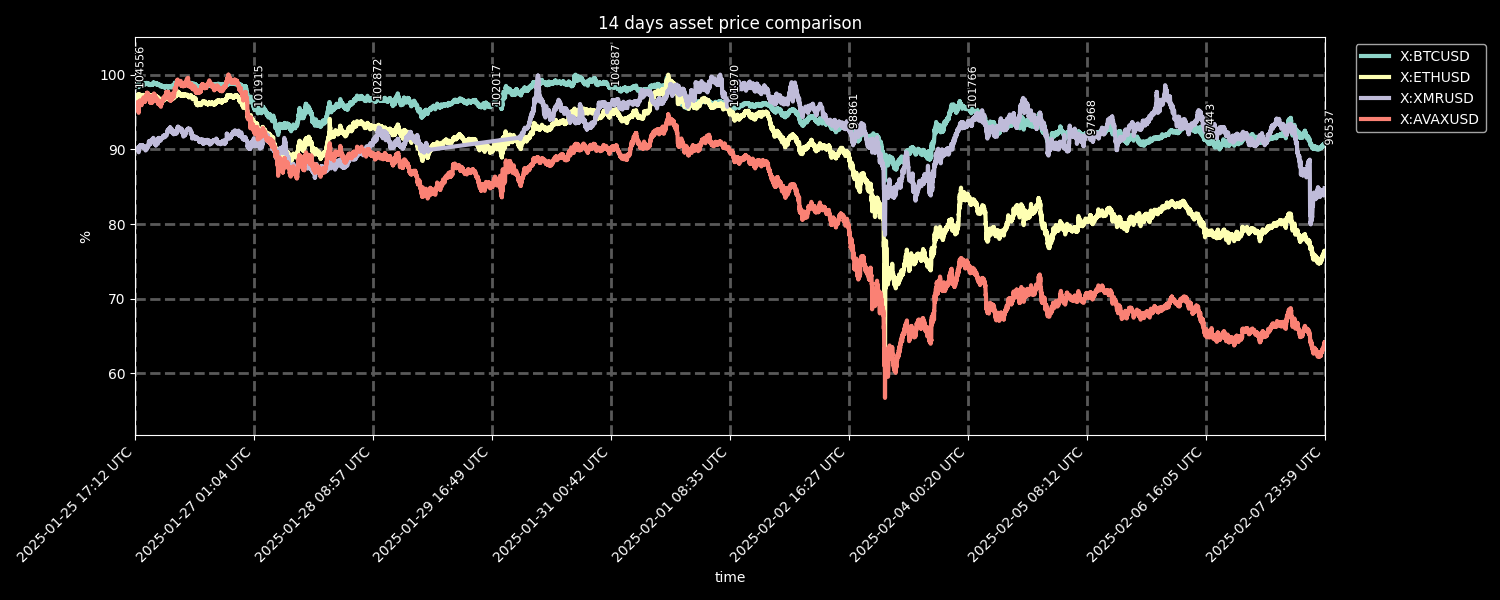 14 days asset price comparison
X:BTCUSD
X:ETHUSD
X:XMRUSD
X:AVAXUSD
104556
101915
102872
102017
104887
101970
98861
101766
97968
97443
96537
100
90
80
70
60
%
2025-01-25 17:12 UTC
2025-01-27 01:04 UTC
2025-01-28 08:57 UTC
2025-01-29 16:49 UTC
2025-01-31 00:42 UTC
2025-02-01 08:35 UTC
2025-02-02 16:27 UTC
2025-02-04 00:20 UTC
2025-02-05 08:12 UTC
2025-02-06 16:05 UTC
2025-02-07 23:59 UTC
time